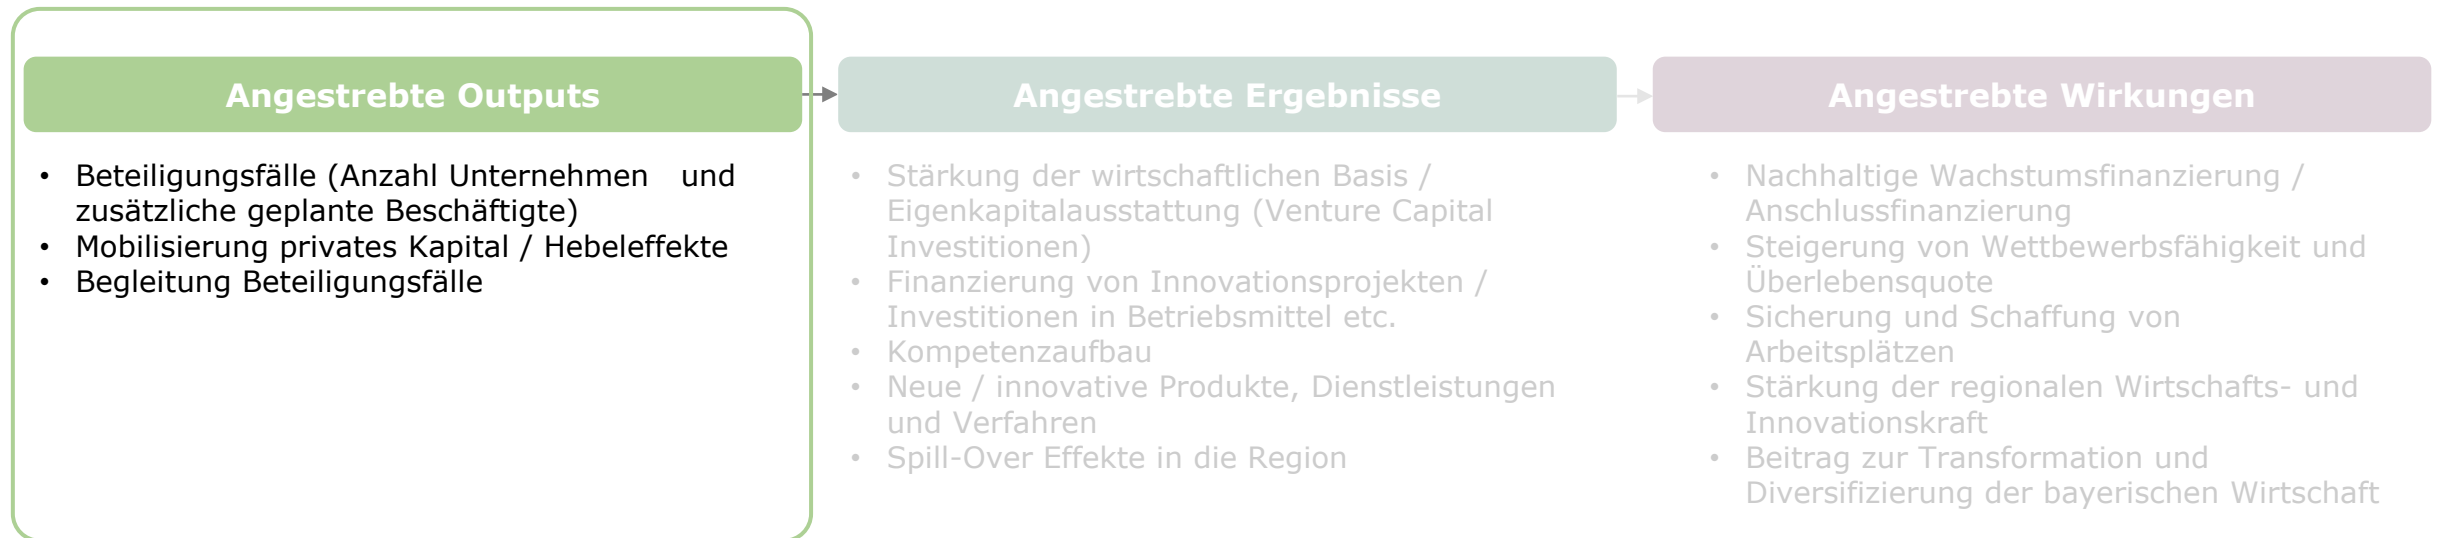 Angestrebte Outputs
• Beteiligungsfälle (Anzahl Unternehmen und
zusätzliche geplante Beschäftigte)
• Mobilisierung privates Kapital / Hebeleffekte
• Begleitung Beteiligungsfälle
Angestrebte Ergebnisse
• Stärkung der wirtschaftlichen Basis /
Eigenkapitalausstattung (Venture Capital
Investitionen)
• Finanzierung von Innovationsprojekten /
Investitionen in Betriebsmittel etc.
• Kompetenzaufbau
• Neue / innovative Produkte, Dienstleistungen
und Verfahren
• Spill-Over Effekte in die Region
Angestrebte Wirkungen
• Nachhaltige Wachstumsfinanzierung /
Anschlussfinanzierung
• Steigerung von Wettbewerbsfähigkeit und
Überlebensquote
• Sicherung und Schaffung von
Arbeitsplätzen
• Stärkung der regionalen Wirtschafts- und
Innovationskraft
• Beitrag zur Transformation und
Diversifizierung der bayerischen Wirtschaft